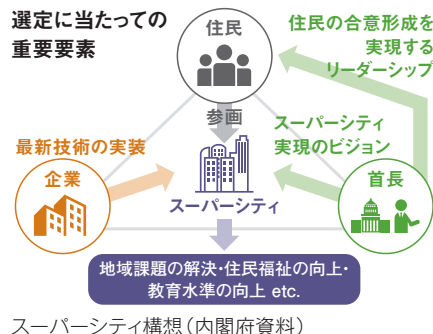 選定に当たっての
重要要素
住民
住民の合意形成を
実現する
リーダーシップ
参画
最新技術の実装
スーパーシティ
実現のビジョン
企業
スーパーシティ
首長
地域課題の解決・住民福祉の向上・
教育水準の向上 etc.
スーパーシティ構想（内閣府資料）